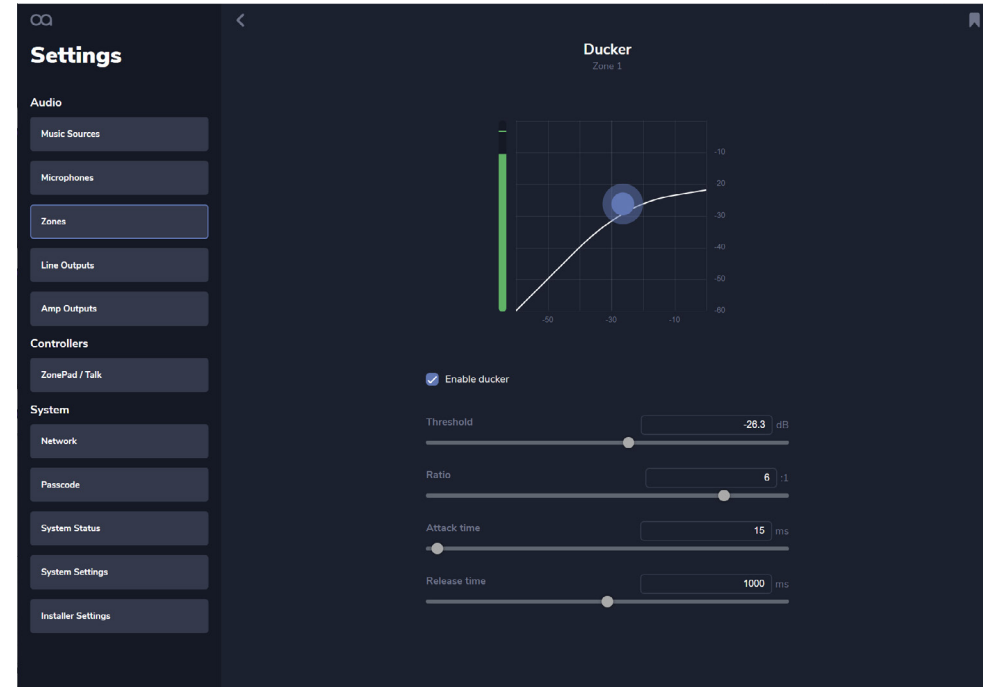 Settings
Audio
Music Sources
Microphones
Zones
Line Outputs
Amp Outputs
Controllers
ZonePad / Talk
System
Network
Passcode
System Status
System Settings
Installer Settings
Ducker
Zone 1
-10
20
-30
-40
-50
-60
-50 -30 -10
Enable ducker
Threshold -26.3 dB
Ratio 6 :1
Attack time 15 ms
Release time 1000 ms